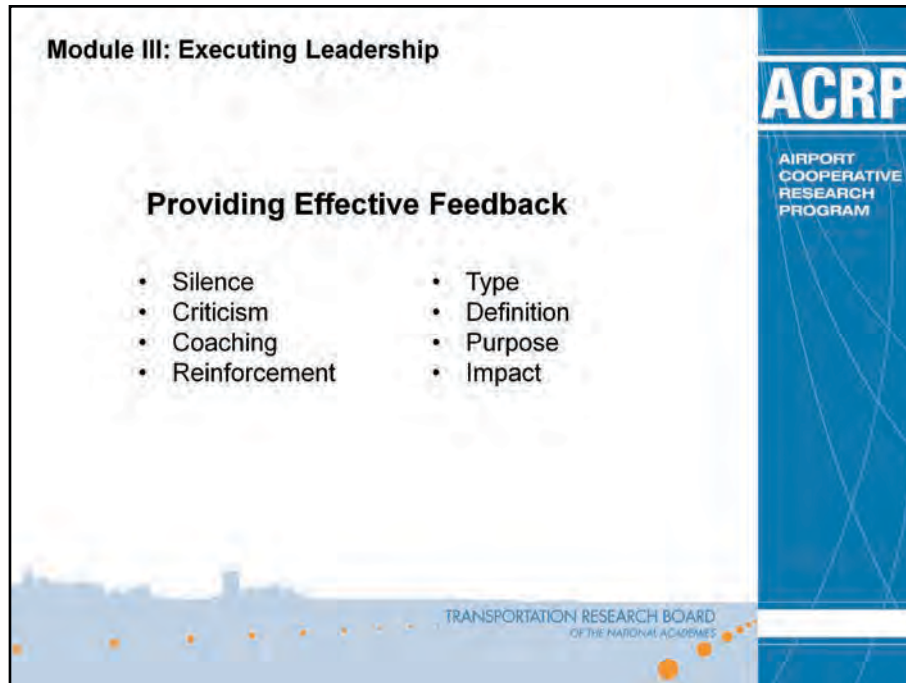 Module III: Executing Leadership
ACRP
AIRPORT
COOPERATIVE
RESEARCH
PROGRAM
Providing Effective Feedback
• Silence
• Criticism
• Coaching
• Reinforcement
• Type
• Definition
• Purpose
• Impact
TRANSPORTATION RESEARCH BOARD
OF THE NATIONAL ACADEMIES